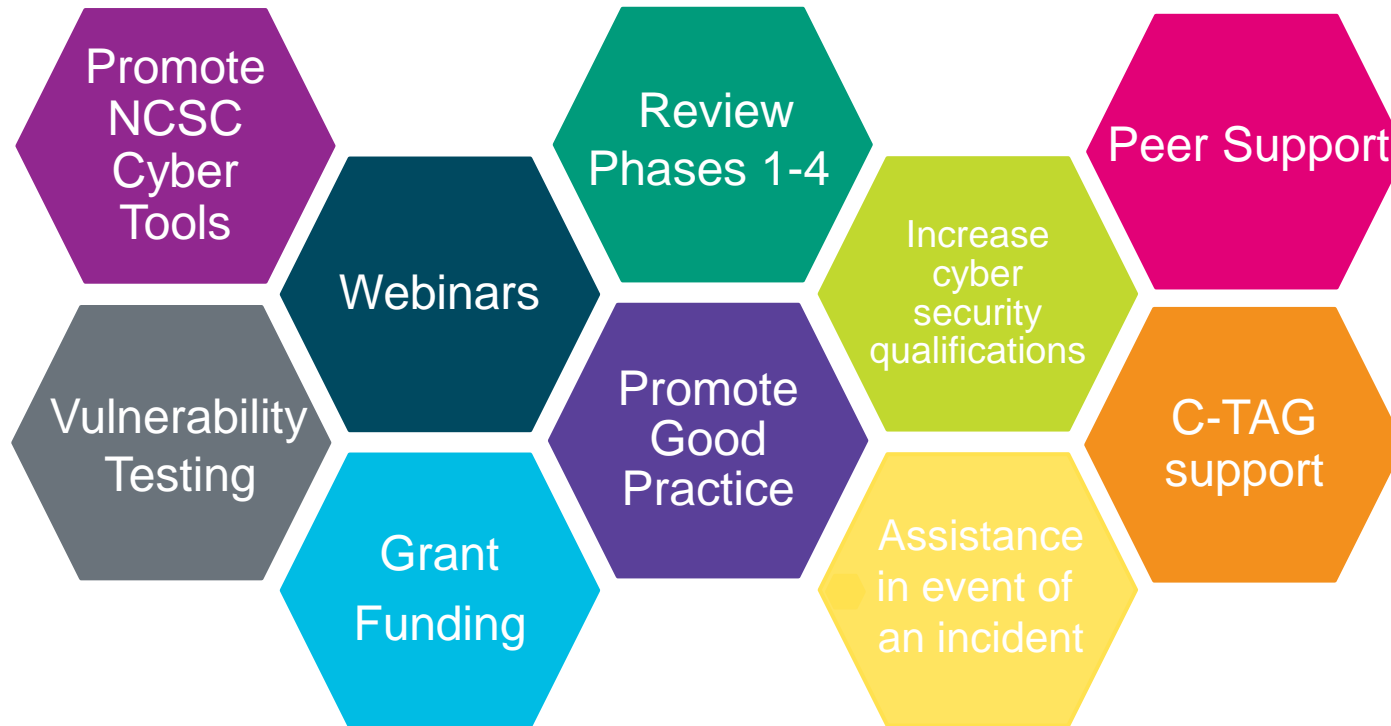 Promote
NCSC
Cyber
Tools
Review
Phases 1-4
Peer Support
Webinars
Increase
cyber
security
qualifications
Vulnerability
Testing
Promote
Good
Practice
C-TAG
support
Grant
Funding
Assistance
in event of
an incident